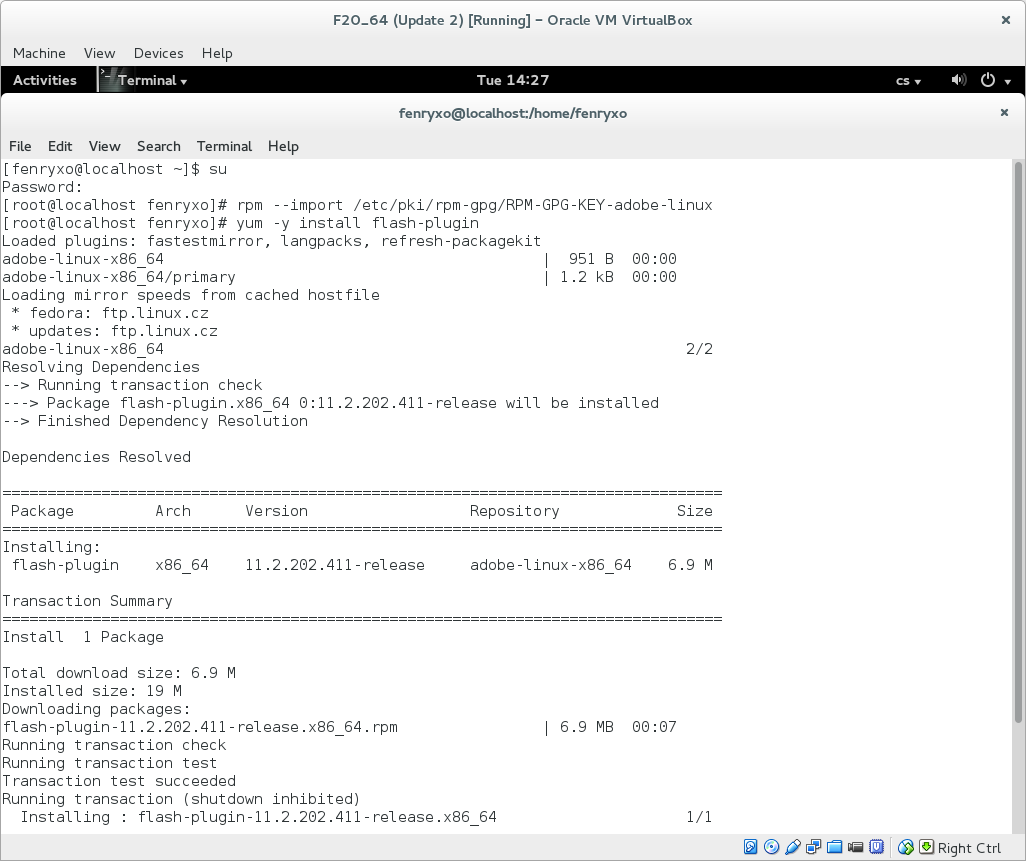 F20_64 (Update 2) [Running] – Oracle VM VirtualBox
Machine View Devices Help
Activities Terminal Tue 14:27 cs
fenryxo@localhost:/home/fenryxo
File Edit View Search Terminal Help
[fenryxo@localhost ~]$ su
Password:
[root@localhost fenryxo]# rpm --import /etc/pki/rpm-gpg/RPM-GPG-KEY-adobe-linux
[root@localhost fenryxo]# yum -y install flash-plugin
Loaded plugins: fastestmirror, langpacks, refresh-packagekit
adobe-linux-x86_64 | 951 B 00:00
adobe-linux-x86_64/primary | 1.2 kB 00:00
Loading mirror speeds from cached hostfile
* fedora: ftp.linux.cz
* updates: ftp.linux.cz
adobe-linux-x86_64 2/2
Resolving Dependencies
--> Running transaction check
---> Package flash-plugin.x86_64 0:11.2.202.411-release will be installed
--> Finished Dependency Resolution
Dependencies Resolved
================================================================================
Package Arch Version Repository Size
================================================================================
Installing:
flash-plugin x86_64 11.2.202.411-release adobe-linux-x86_64 6.9 M
Transaction Summary
================================================================================
Install 1 Package
Total download size: 6.9 M
Installed size: 19 M
Downloading packages:
flash-plugin-11.2.202.411-release.x86_64.rpm | 6.9 MB 00:07
Running transaction check
Running transaction test
Transaction test succeeded
Running transaction (shutdown inhibited)
Installing : flash-plugin-11.2.202.411-release.x86_64 1/1
Right Ctrl